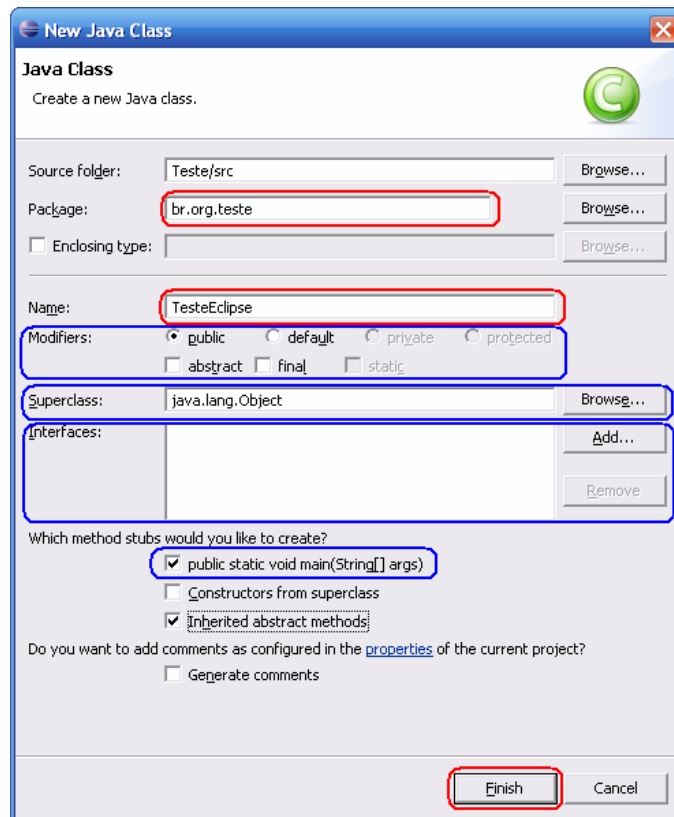 New Java Class
Java Class
Create a new Java class.
Source folder: Teste/src Browse...
Package: br.org.teste Browse...
Enclosing type: Browse...
Name: TesteEclipse
Modifiers: public default private protected
abstract final static
Superclass: java.lang.Object Browse...
Interfaces: Add...
Remove
Which method stubs would you like to create?
public static void main(String[] args)
Constructors from superclass
Inherited abstract methods
Do you want to add comments as configured in the properties of the current project?
Generate comments
Finish Cancel